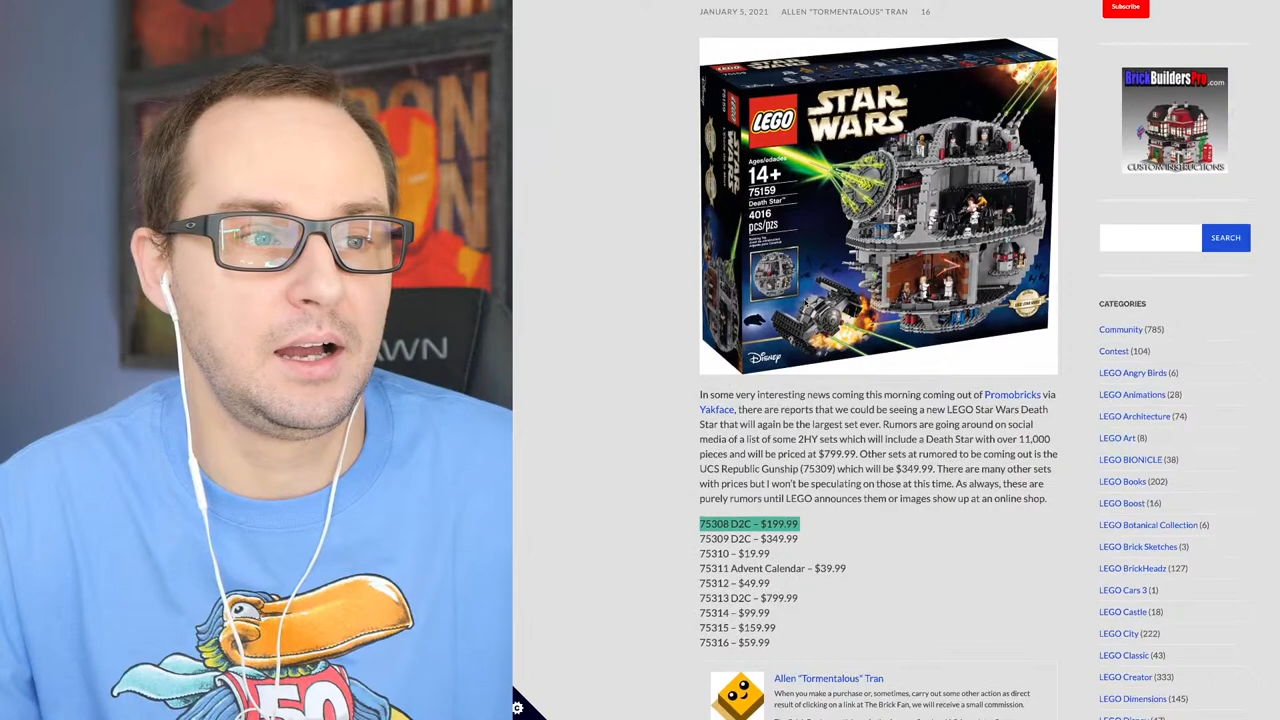 JANUARY 5, 2021 ALLEN "TORMENTALOUS" TRAN 16
Subscribe
LEGO
STAR
WARS
Ages/edades
14+
75159
Death Star™
4016
pcs/pzs
Disney
In some very interesting news coming this morning coming out of Promobricks via
Yakface, there are reports that we could be seeing a new LEGO Star Wars Death
Star that will again be the largest set ever. Rumors are going around on social
media of a list of some 2HY sets which will include a Death Star with over 11,000
pieces and will be priced at $799.99. Other sets at rumored to be coming out is the
UCS Republic Gunship (75309) which will be $349.99. There are many other sets
with prices but I won't be speculating on those at this time. As always, these are
purely rumors until LEGO announces them or images show up at an online shop.
75308 D2C – $199.99
75309 D2C – $349.99
75310 – $19.99
75311 Advent Calendar – $39.99
75312 – $49.99
75313 D2C – $799.99
75314 – $99.99
75315 – $159.99
75316 – $59.99
Allen "Tormentalous" Tran
When you make a purchase or, sometimes, carry out some other action as direct
result of clicking on a link at The Brick Fan, we will receive a small commission.
BrickBuildersPro.com
CUSTOM INSTRUCTIONS
SEARCH
CATEGORIES
Community (785)
Contest (104)
LEGO Angry Birds (6)
LEGO Animations (28)
LEGO Architecture (74)
LEGO Art (8)
LEGO BIONICLE (38)
LEGO Books (202)
LEGO Boost (16)
LEGO Botanical Collection (6)
LEGO Brick Sketches (3)
LEGO BrickHeadz (127)
LEGO Cars 3 (1)
LEGO Castle (18)
LEGO City (222)
LEGO Classic (43)
LEGO Creator (333)
LEGO Dimensions (145)
IRON
AWN
50